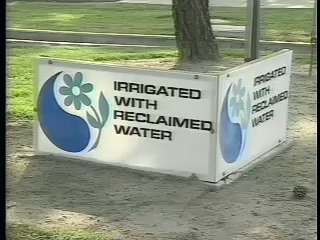 IRRIGATED
WITH
RECLAIMED
WATER
IRRIGATED
WITH
RECLAIMED
WATER